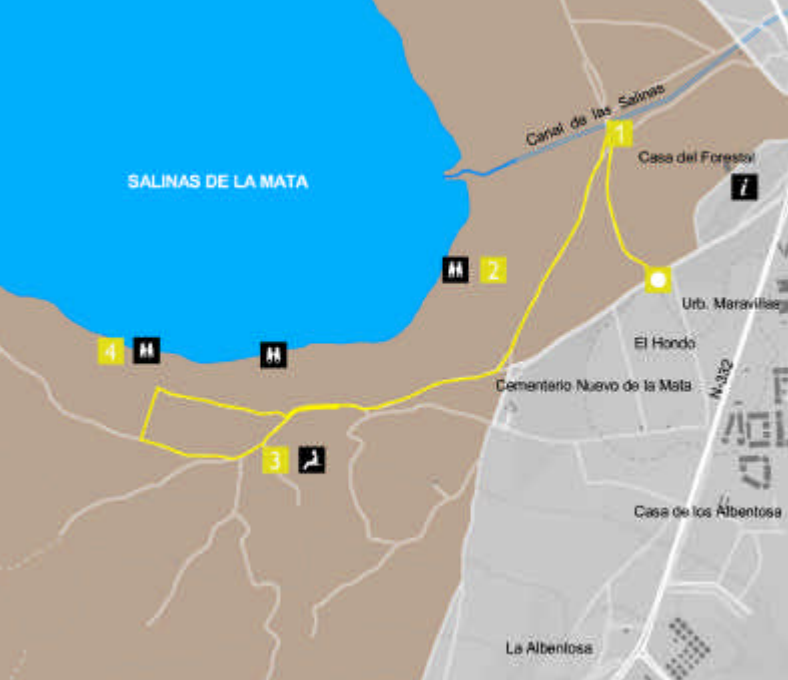 Canal de las Salinas
1
Casa del Forestal
i
SALINAS DE LA MATA
2
Urb. Maravillas
El Hondo
4
N-332
Cementerio Nuevo de la Mata
3
Casa de los Albentosa
La Albentosa